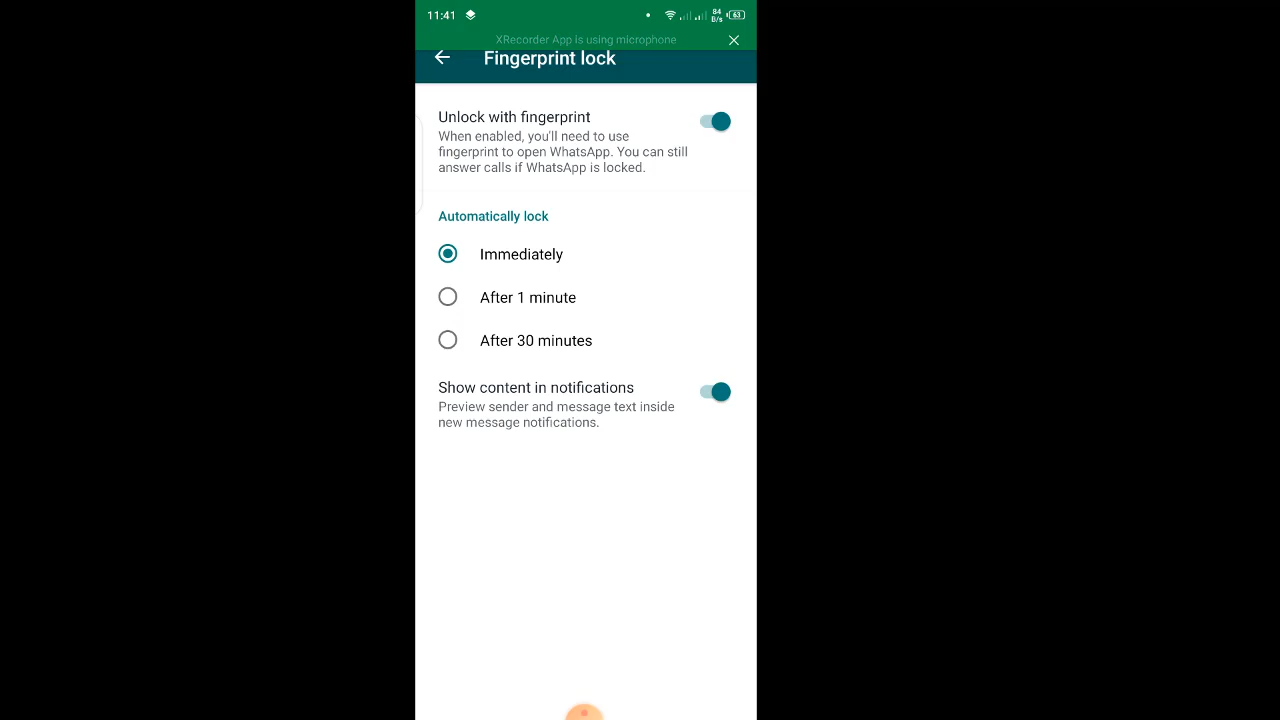 11:41 84 B/s 63
XRecorder App is using microphone
Fingerprint lock
Unlock with fingerprint
When enabled, you'll need to use
fingerprint to open WhatsApp. You can still
answer calls if WhatsApp is locked.
Automatically lock
Immediately
After 1 minute
After 30 minutes
Show content in notifications
Preview sender and message text inside
new message notifications.